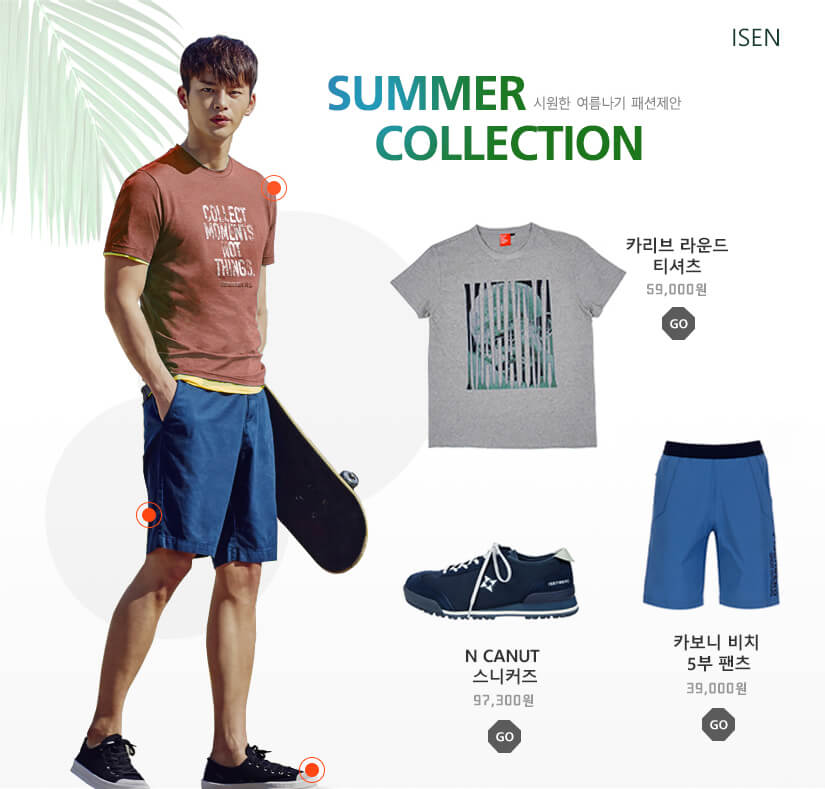 ISEN
SUMMER 시원한 여름나기 패션제안
COLLECTION
COLLECT
MOMENTS
NOT
THINGS.
카리브 라운드
티셔츠
59,000원
GO
N CANUT
스니커즈
97,300원
GO
카보니 비치
5부 팬츠
39,000원
GO